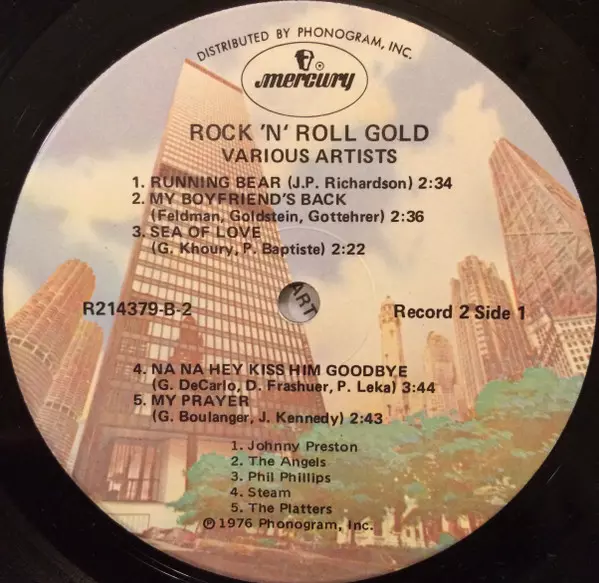 DISTRIBUTED BY PHONOGRAM, INC.
mercury
ROCK 'N' ROLL GOLD
VARIOUS ARTISTS
1. RUNNING BEAR (J.P. Richardson) 2:34
2. MY BOYFRIEND'S BACK
(Feldman, Goldstein, Gottehrer) 2:36
3. SEA OF LOVE
(G. Khoury, P. Baptiste) 2:22
ART
R214379-B-2
Record 2 Side 1
4. NA NA HEY KISS HIM GOODBYE
(G. DeCarlo, D. Frashuer, P. Leka) 3:44
5. MY PRAYER
(G. Boulanger, J. Kennedy) 2:43
1. Johnny Preston
2. The Angels
3. Phil Phillips
4. Steam
5. The Platters
℗ 1976 Phonogram, Inc.